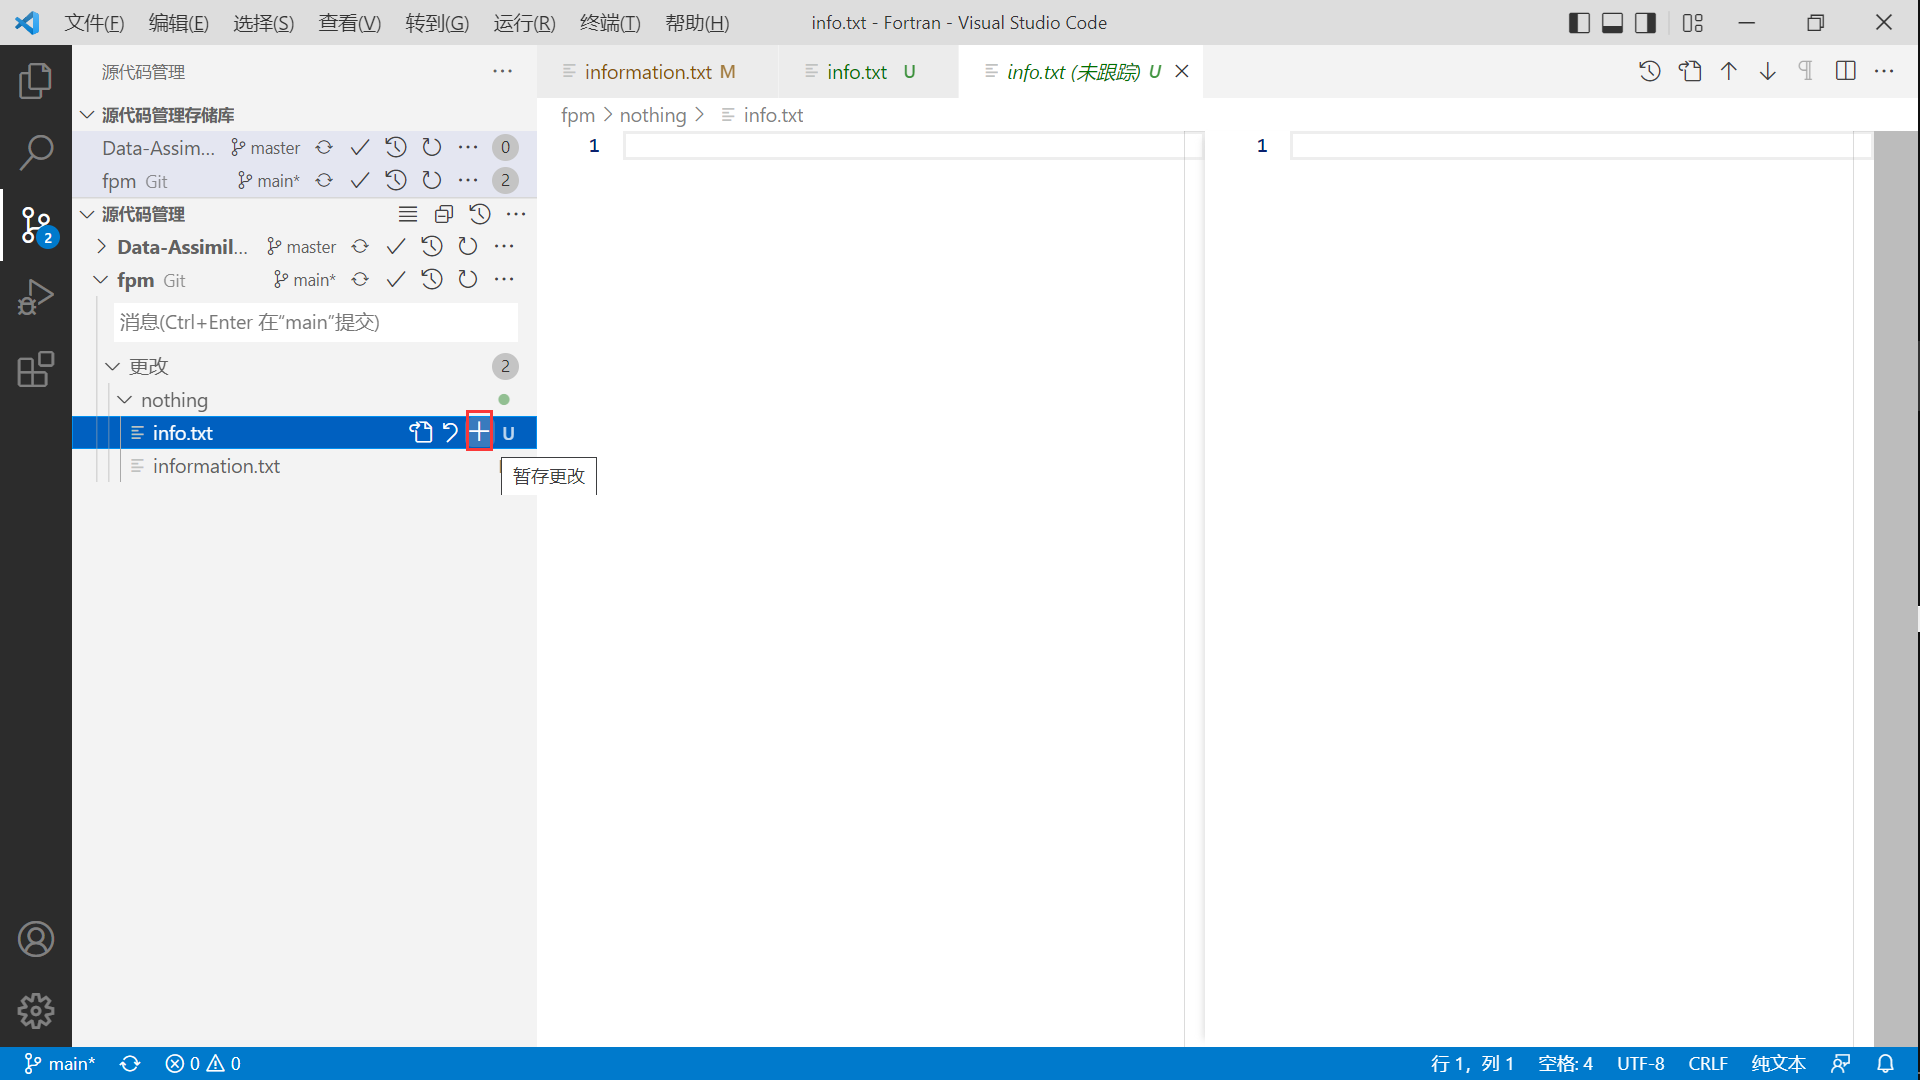 文件(F) 编辑(E) 选择(S) 查看(V) 转到(G) 运行(R) 终端(T) 帮助(H) info.txt - Fortran - Visual Studio Code
源代码管理
information.txt M info.txt U info.txt (未跟踪) U
源代码管理存储库
fpm nothing info.txt
Data-Assim... master 0
fpm Git main* 2
源代码管理
Data-Assimil... master
fpm Git main*
消息(Ctrl+Enter 在“main”提交)
更改 2
nothing
info.txt U
information.txt
暂存更改
1
1
2
main* 0 0 行 1, 列 1 空格: 4 UTF-8 CRLF 纯文本